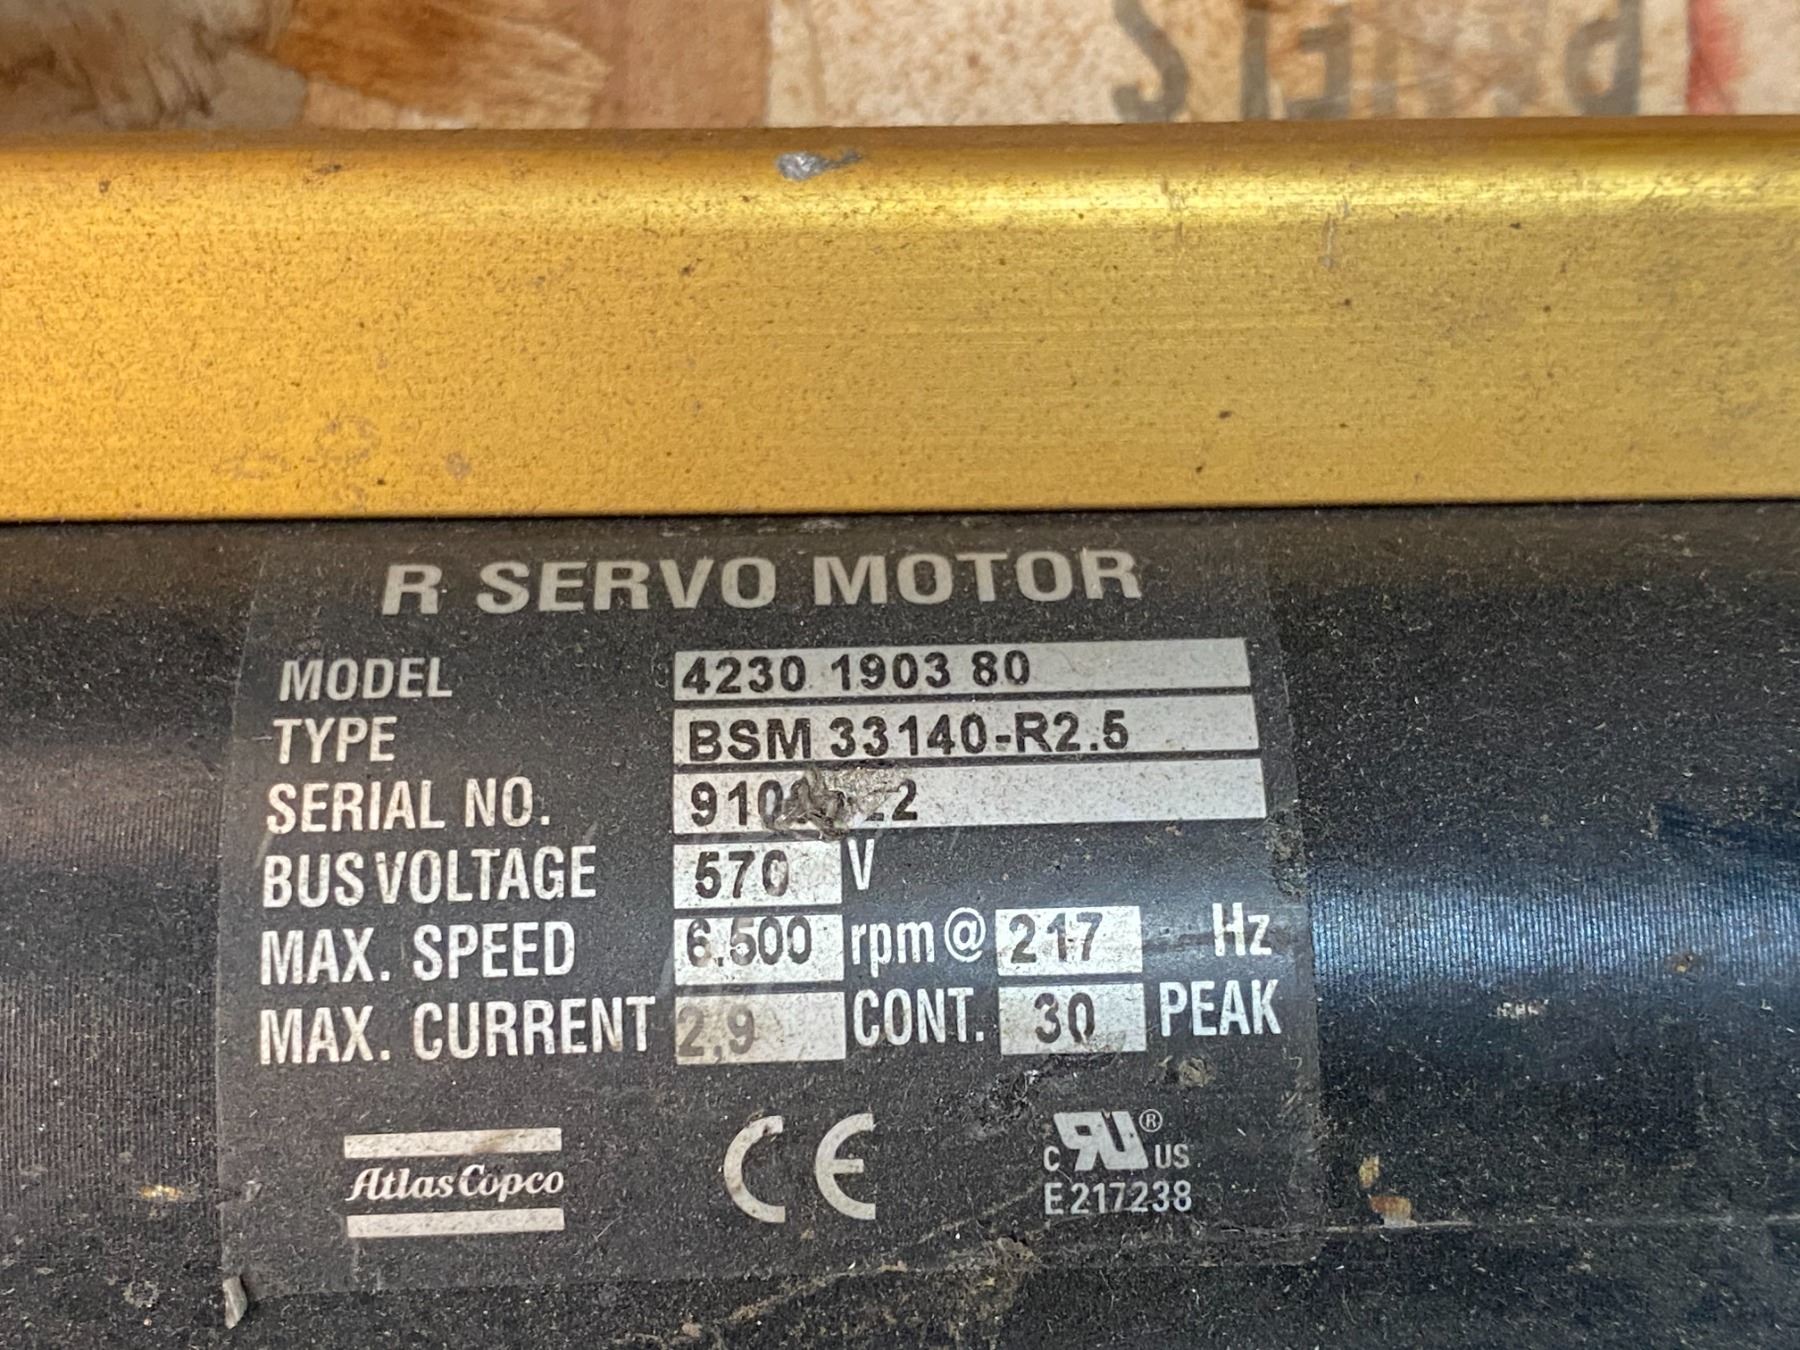 R SERVO MOTOR
MODEL 4230 1903 80
TYPE BSM 33140-R2.5
SERIAL NO.
BUS VOLTAGE 570 V
MAX. SPEED 6.500 rpm @ 217 Hz
MAX. CURRENT 2,9 CONT. 30 PEAK
Atlas Copco CE c RU ® US
E217238